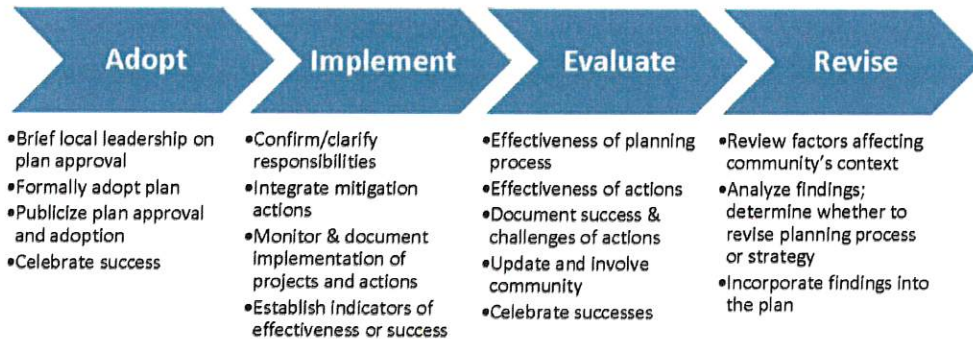 Adopt
Implement
Evaluate
Revise
•Brief local leadership on
plan approval
•Formally adopt plan
•Publicize plan approval
and adoption
•Celebrate success
•Confirm/clarify
responsibilities
•Integrate mitigation
actions
•Monitor & document
implementation of
projects and actions
•Establish indicators of
effectiveness or success
•Effectiveness of planning
process
•Effectiveness of actions
•Document success &
challenges of actions
•Update and involve
community
•Celebrate successes
•Review factors affecting
community's context
•Analyze findings;
determine whether to
revise planning process
or strategy
•Incorporate findings into
the plan